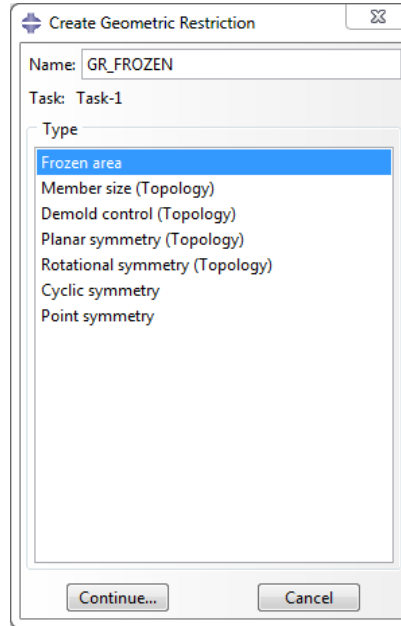 Create Geometric Restriction
Name: GR_FROZEN
Task: Task-1
Type
Frozen area
Member size (Topology)
Demold control (Topology)
Planar symmetry (Topology)
Rotational symmetry (Topology)
Cyclic symmetry
Point symmetry
Continue... Cancel